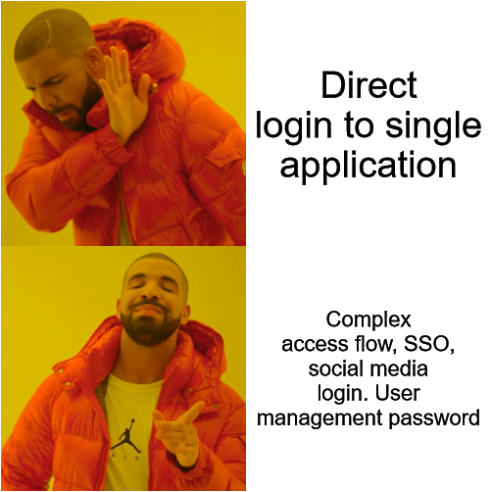 Direct
login to single
application
Complex
access flow, SSO,
social media
login. User
management password